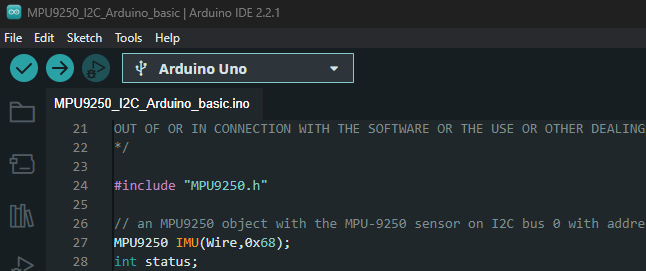 MPU9250_I2C_Arduino_basic | Arduino IDE 2.2.1
File Edit Sketch Tools Help
Arduino Uno
MPU9250_I2C_Arduino_basic.ino
21 OUT OF OR IN CONNECTION WITH THE SOFTWARE OR THE USE OR OTHER DEALING
22 */
23
24 #include "MPU9250.h"
25
26 // an MPU9250 object with the MPU-9250 sensor on I2C bus 0 with addre
27 MPU9250 IMU(Wire,0x68);
28 int status;